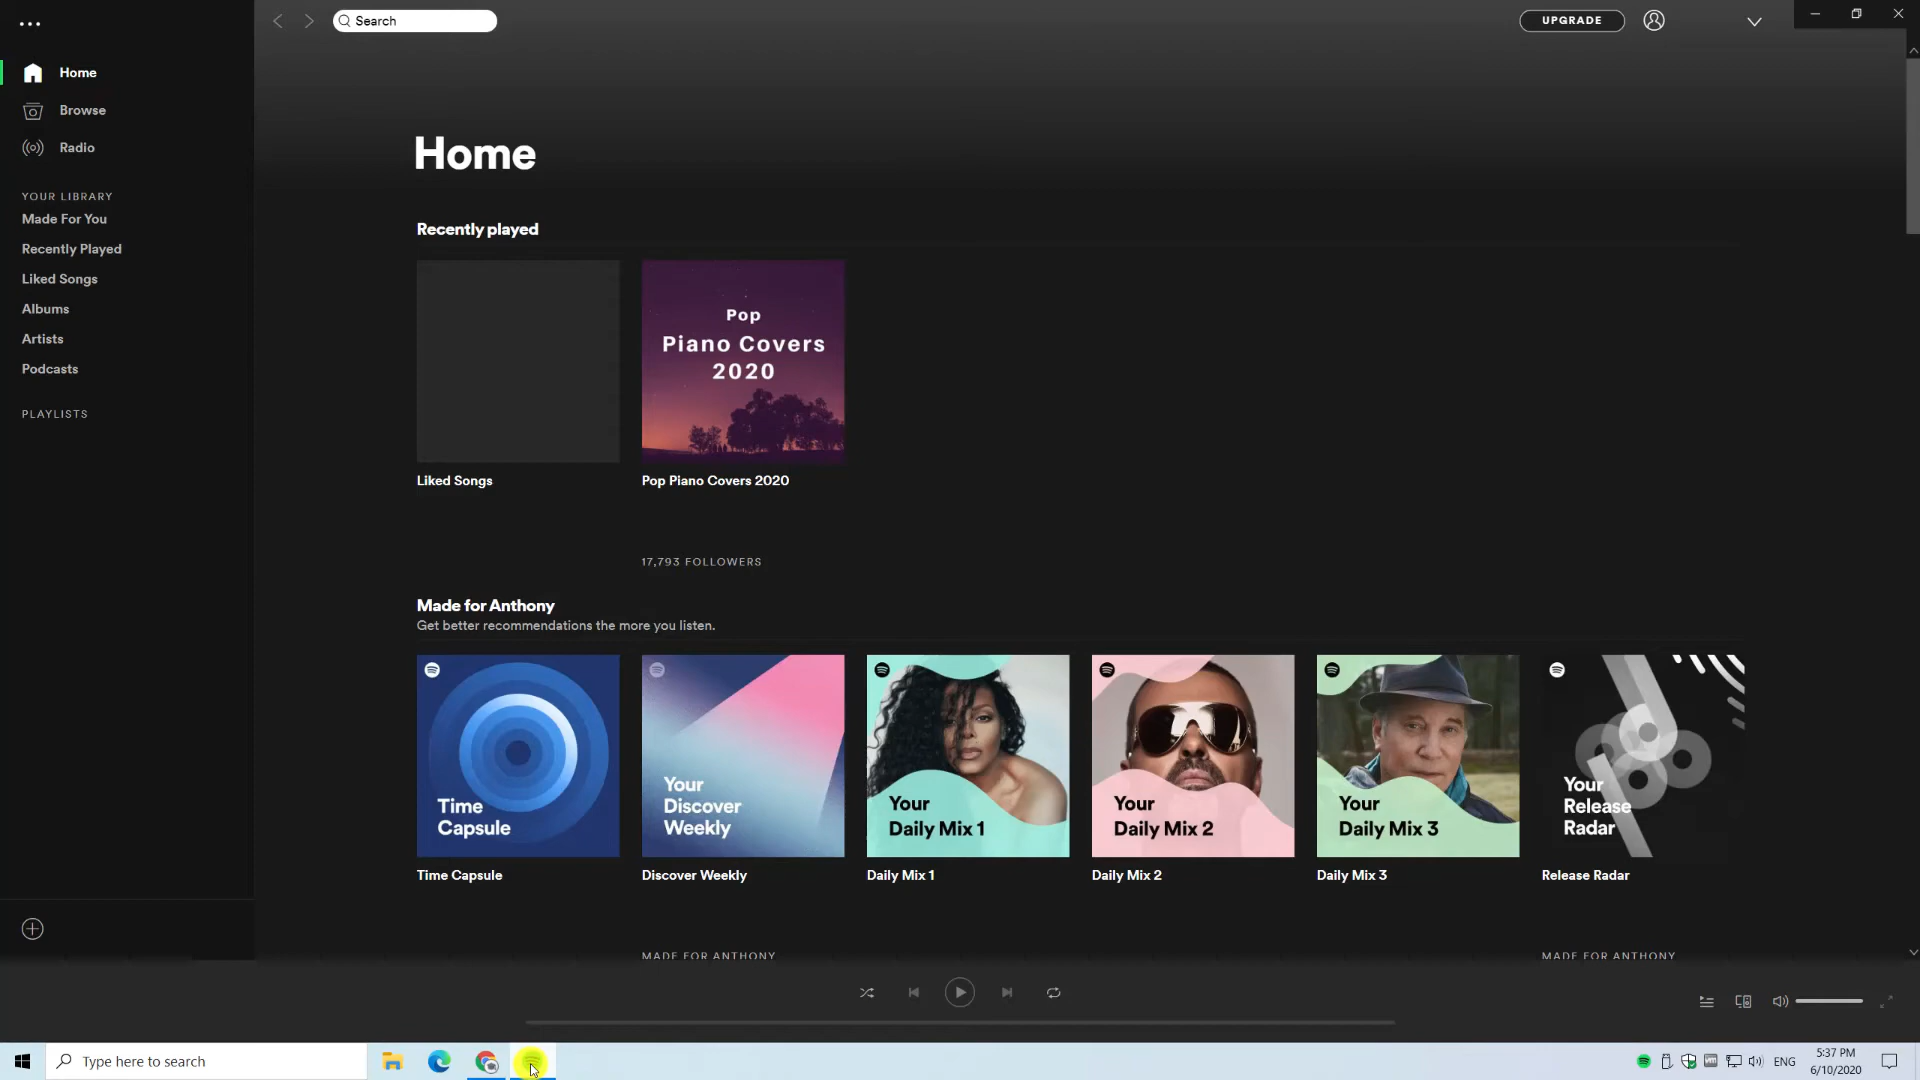 Search
UPGRADE
Home
Browse
Radio
YOUR LIBRARY
Made For You
Recently Played
Liked Songs
Albums
Artists
Podcasts
PLAYLISTS
Home
Recently played
Pop
Piano Covers
2020
Liked Songs
Pop Piano Covers 2020
17,793 FOLLOWERS
Made for Anthony
Get better recommendations the more you listen.
Time
Capsule
Your
Discover
Weekly
Your
Daily Mix 1
Your
Daily Mix 2
Your
Daily Mix 3
Your
Release
Radar
Time Capsule
Discover Weekly
Daily Mix 1
Daily Mix 2
Daily Mix 3
Release Radar
MADE FOR ANTHONY
MADE FOR ANTHONY
Type here to search
ENG
5:37 PM
6/10/2020